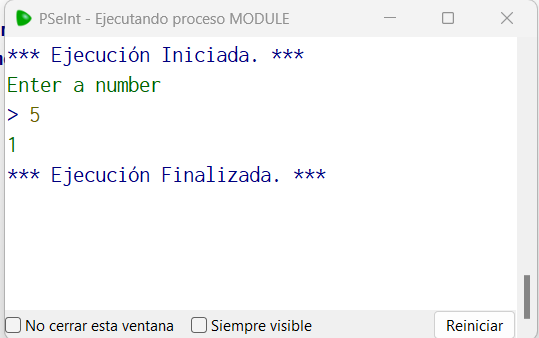 PSeInt - Ejecutando proceso MODULE
*** Ejecución Iniciada. ***
Enter a number
> 5
1
*** Ejecución Finalizada. ***
No cerrar esta ventana Siempre visible Reiniciar